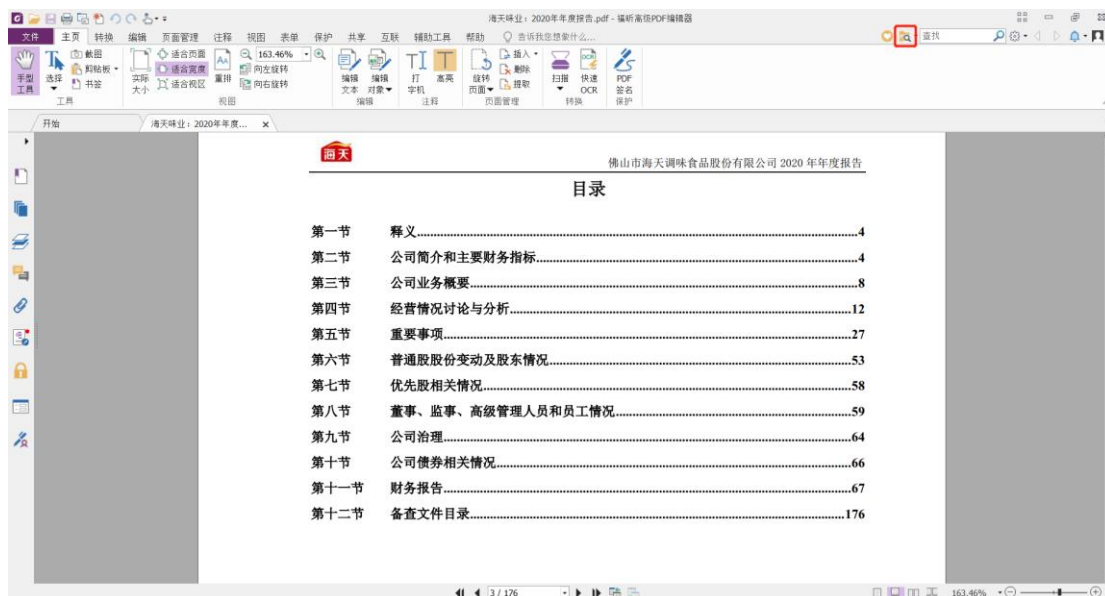 海天味业：2020年年度报告.pdf - 福昕高级PDF编辑器
文件 主页 转换 编辑 页面管理 注释 视图 表单 保护 共享 互联 辅助工具 帮助 告诉我您想做什么... 查找
手型工具
选择
截图
剪贴板
书签
工具
实际大小
适合页面
适合宽度
适合视区
重排
163.46%
向左旋转
向右旋转
视图
编辑文本
编辑对象
编辑
打字机
高亮
注释
旋转页面
插入
删除
提取
页面管理
扫描
快速OCR
转换
PDF签名
保护
开始 海天味业：2020年年度... x
海天
佛山市海天调味食品股份有限公司 2020 年年度报告
目录
第一节 释义....4
第二节 公司简介和主要财务指标....4
第三节 公司业务概要....8
第四节 经营情况讨论与分析....12
第五节 重要事项....27
第六节 普通股股份变动及股东情况....53
第七节 优先股相关情况....58
第八节 董事、监事、高级管理人员和员工情况....59
第九节 公司治理....64
第十节 公司债券相关情况....66
第十一节 财务报告....67
第十二节 备查文件目录....176
3 / 176 163.46%